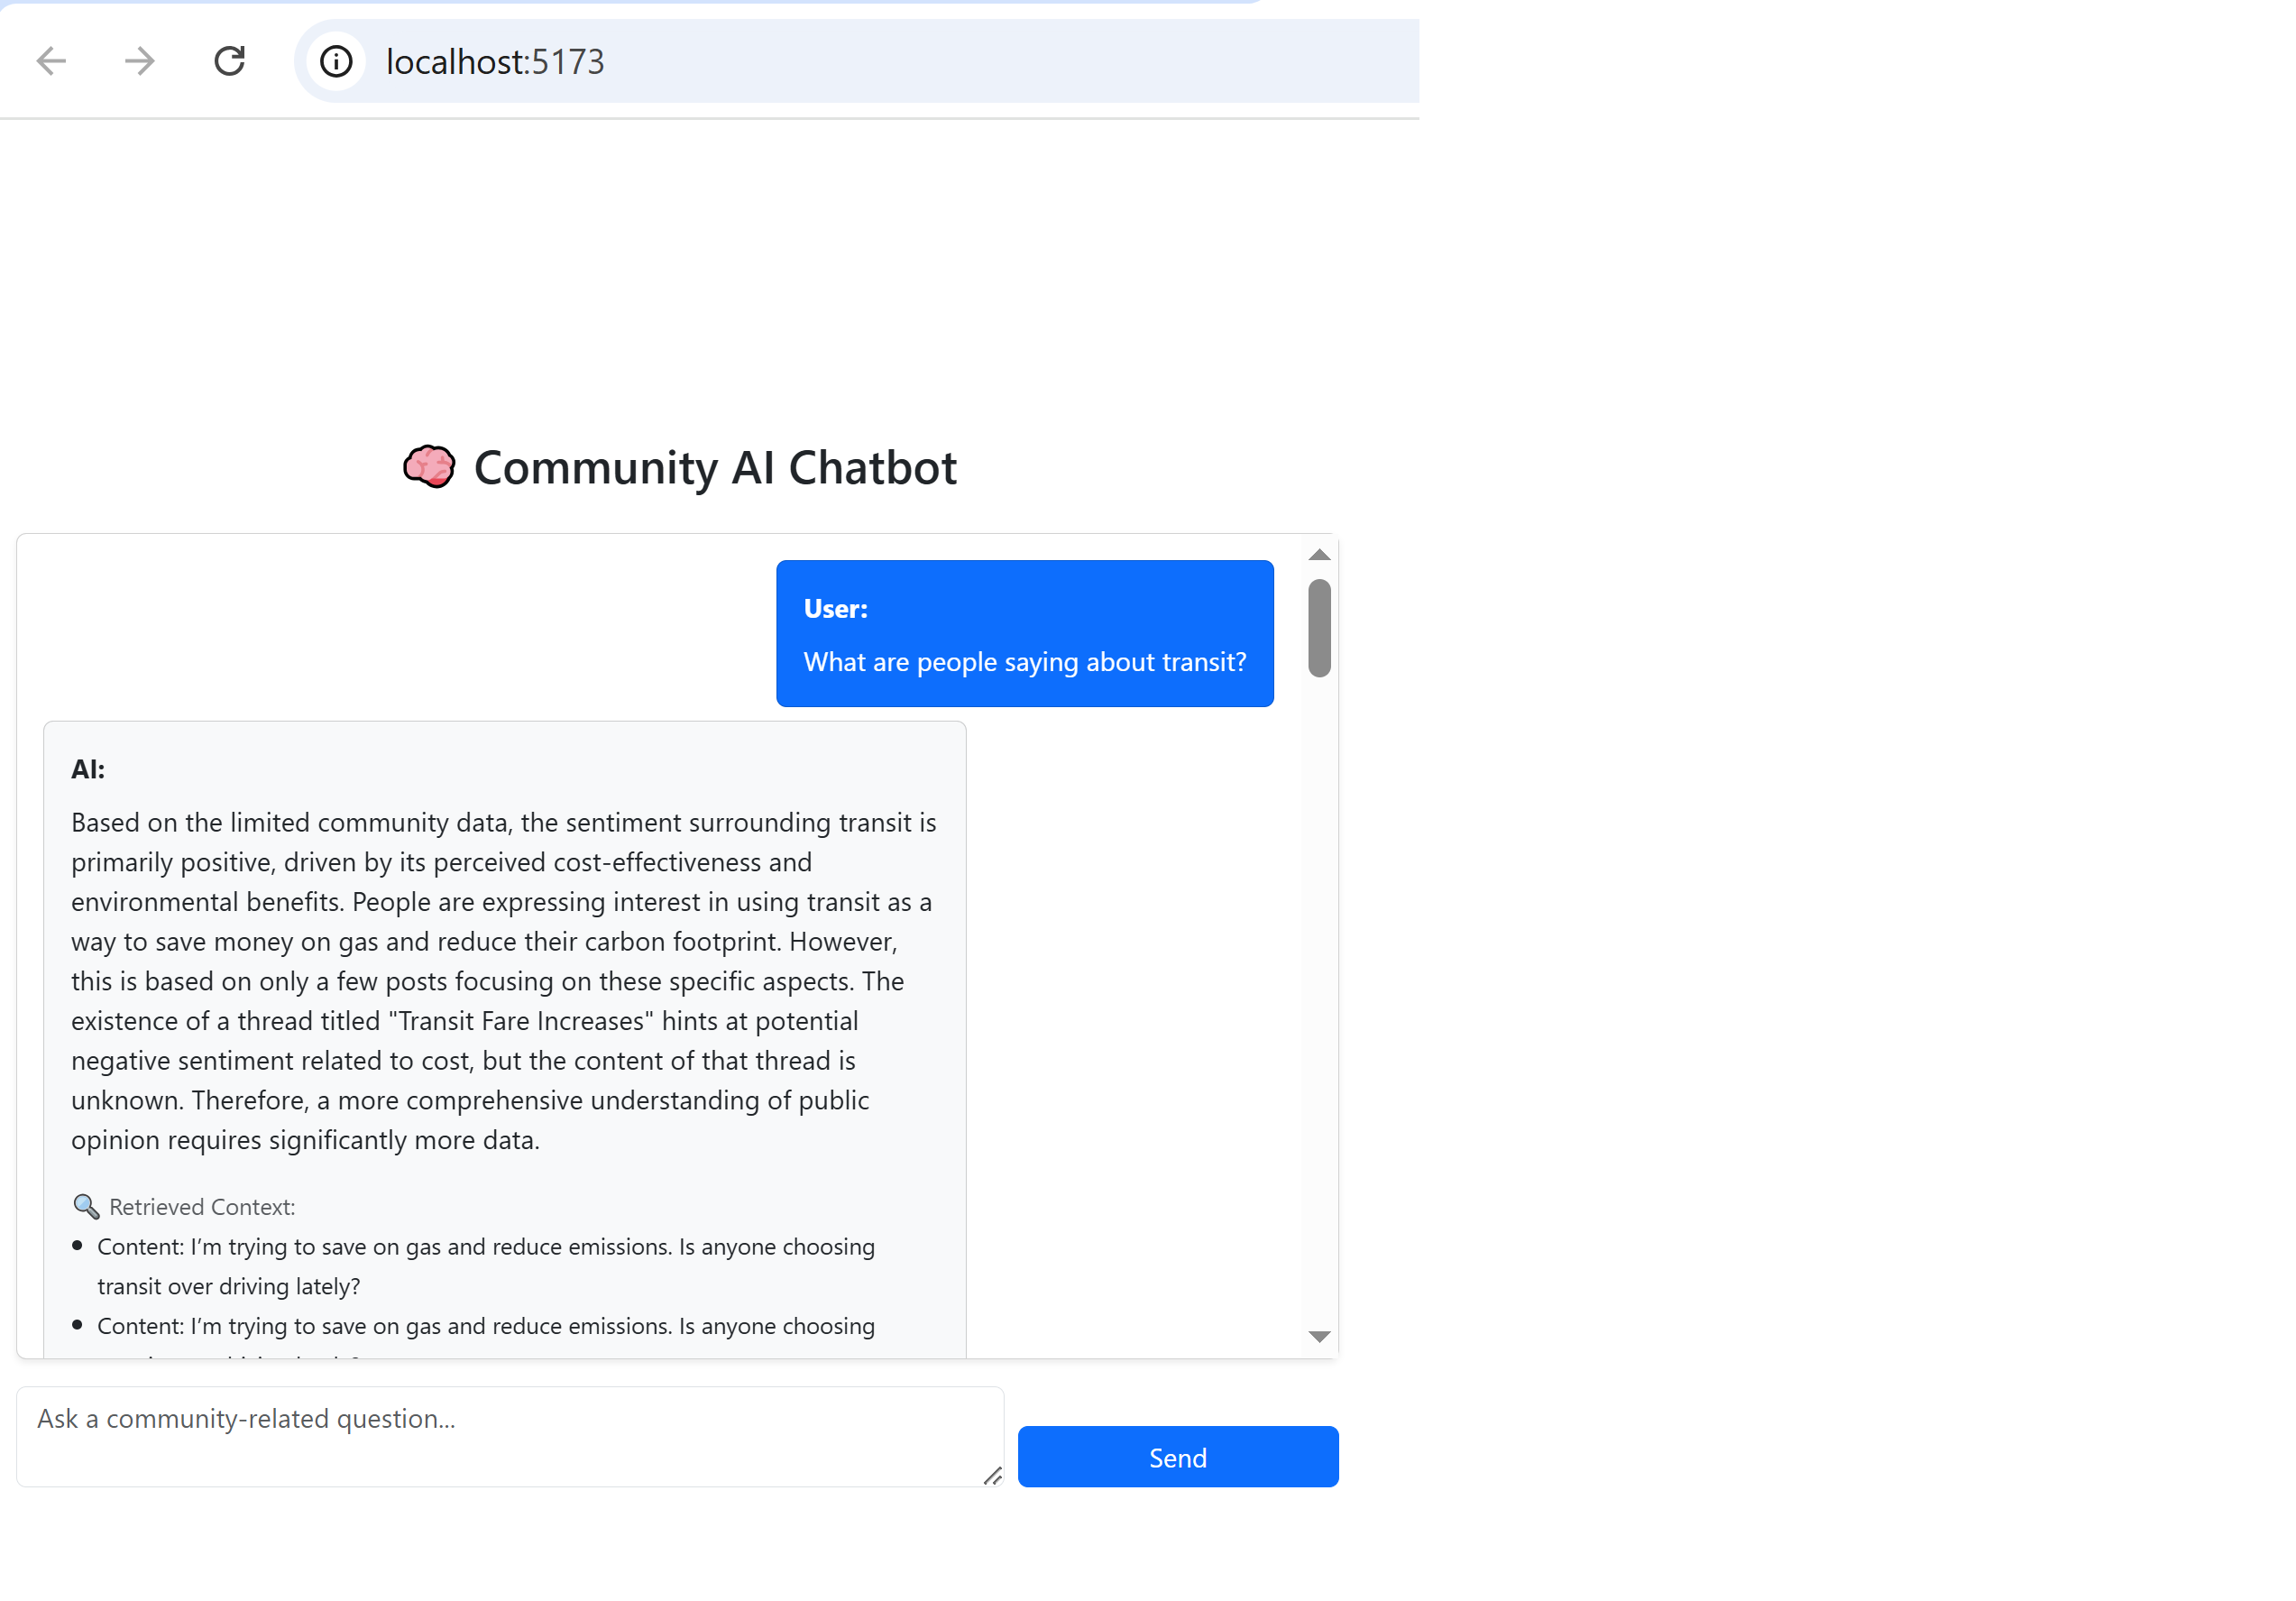 localhost:5173
Community AI Chatbot
User:
What are people saying about transit?
AI:
Based on the limited community data, the sentiment surrounding transit is
primarily positive, driven by its perceived cost-effectiveness and
environmental benefits. People are expressing interest in using transit as a
way to save money on gas and reduce their carbon footprint. However,
this is based on only a few posts focusing on these specific aspects. The
existence of a thread titled "Transit Fare Increases" hints at potential
negative sentiment related to cost, but the content of that thread is
unknown. Therefore, a more comprehensive understanding of public
opinion requires significantly more data.
Retrieved Context:
• Content: I’m trying to save on gas and reduce emissions. Is anyone choosing
transit over driving lately?
• Content: I’m trying to save on gas and reduce emissions. Is anyone choosing
Ask a community-related question...
Send